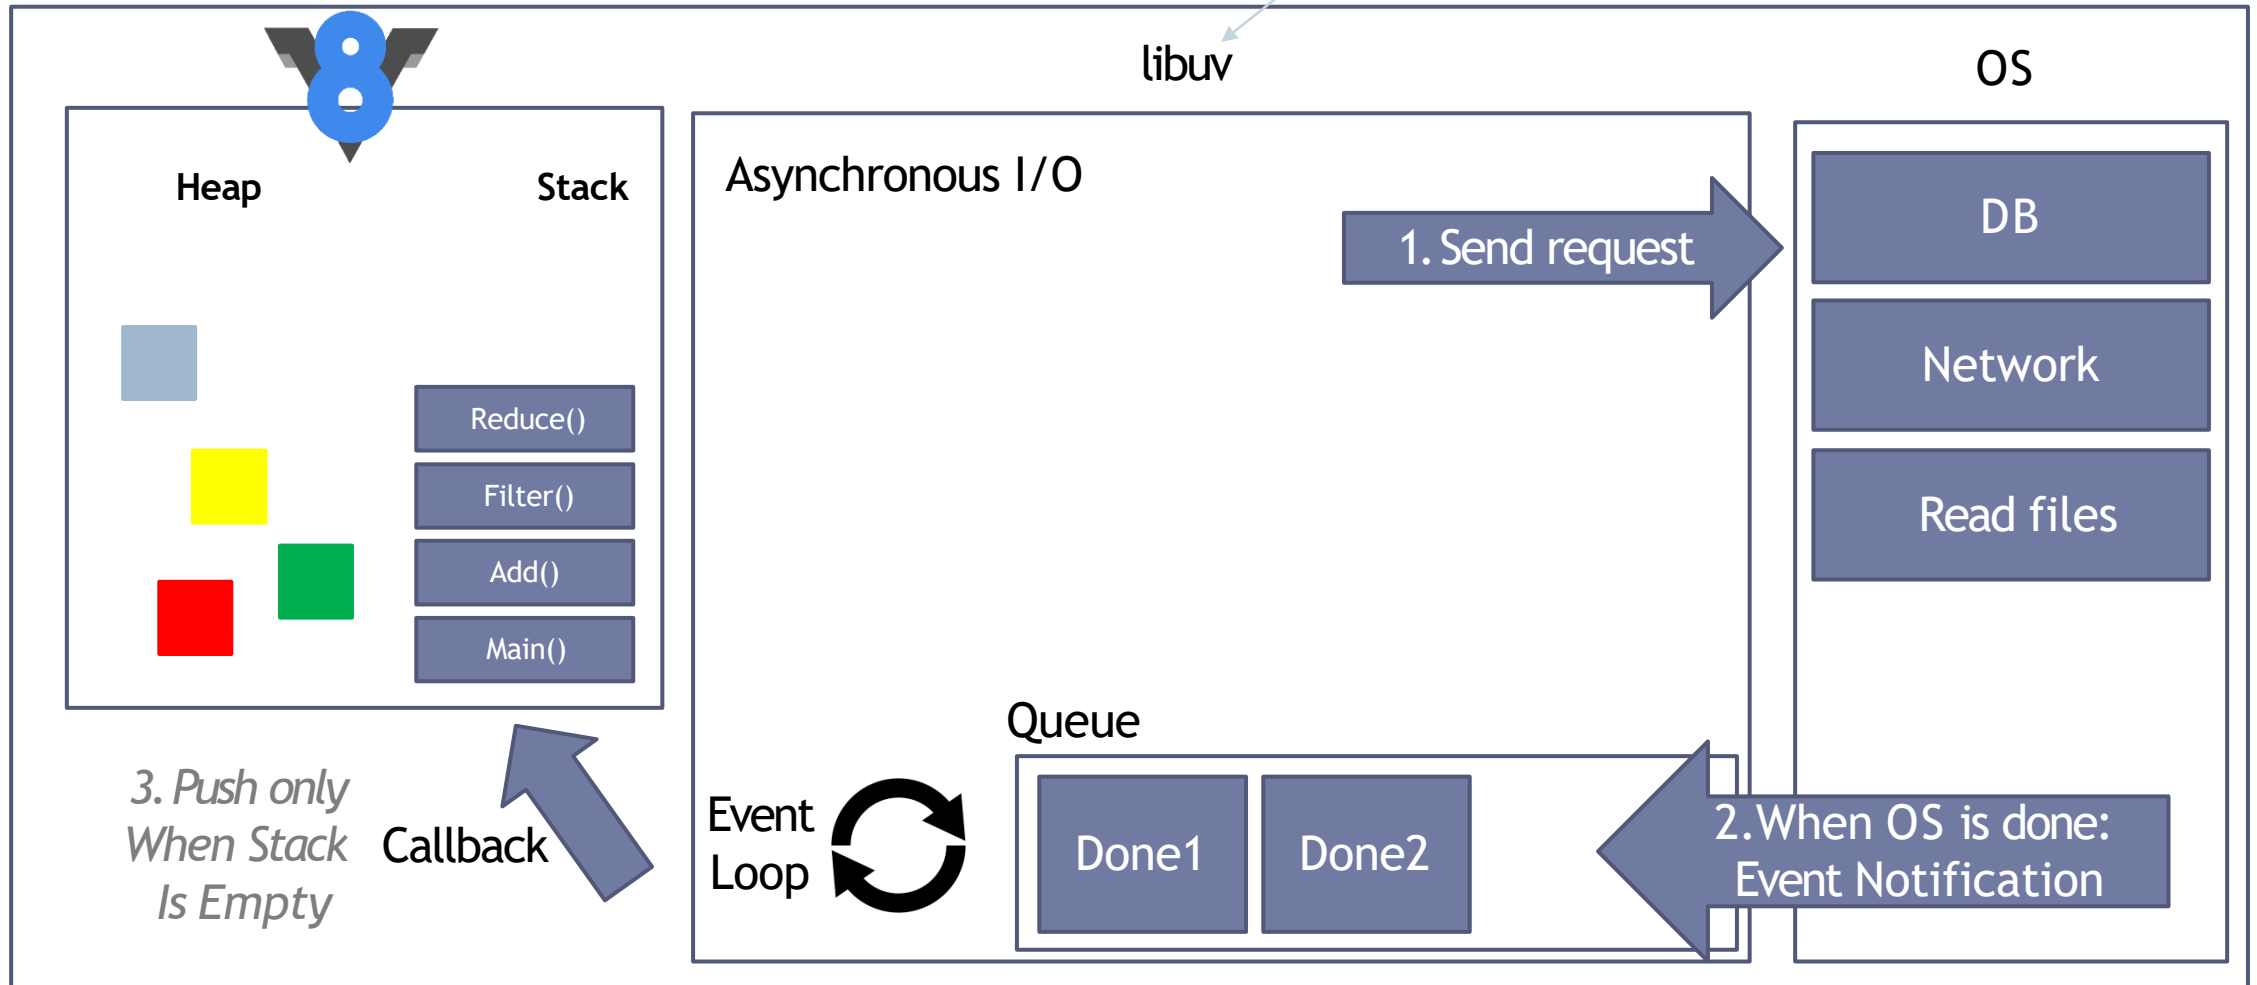 8
libuv
OS
Heap
Stack
Asynchronous I/O
1. Send request
DB
Network
Read files
Reduce()
Filter()
Add()
Main()
3. Push only
When Stack
Is Empty
Callback
Event
Loop
Queue
Done1
Done2
2.When OS is done:
Event Notification